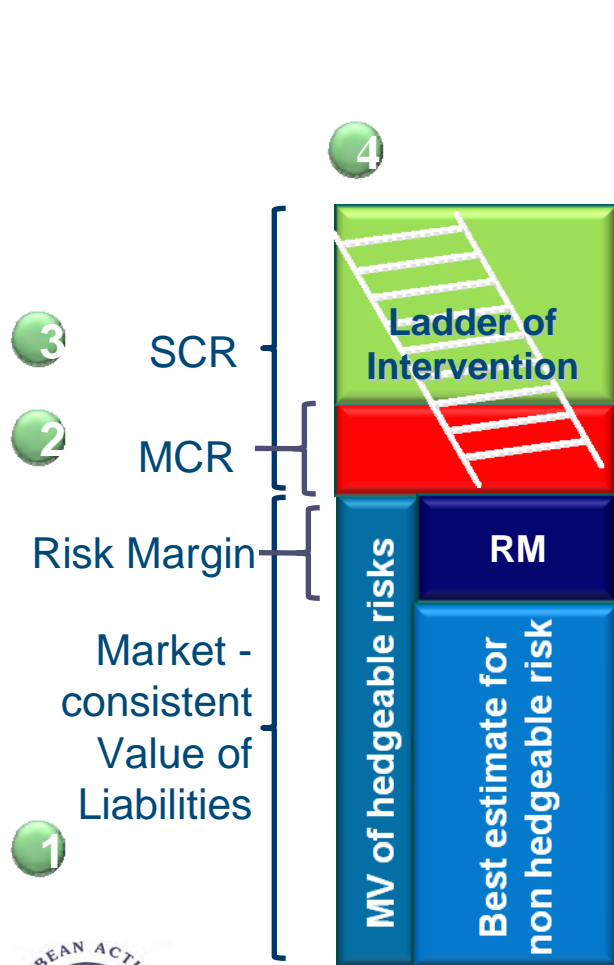 4
3
SCR
Ladder of
Intervention
2
MCR
Risk Margin
RM
Market -
consistent
Value of
Liabilities
MV of hedgeable risks
Best estimate for
non hedgeable risk
1